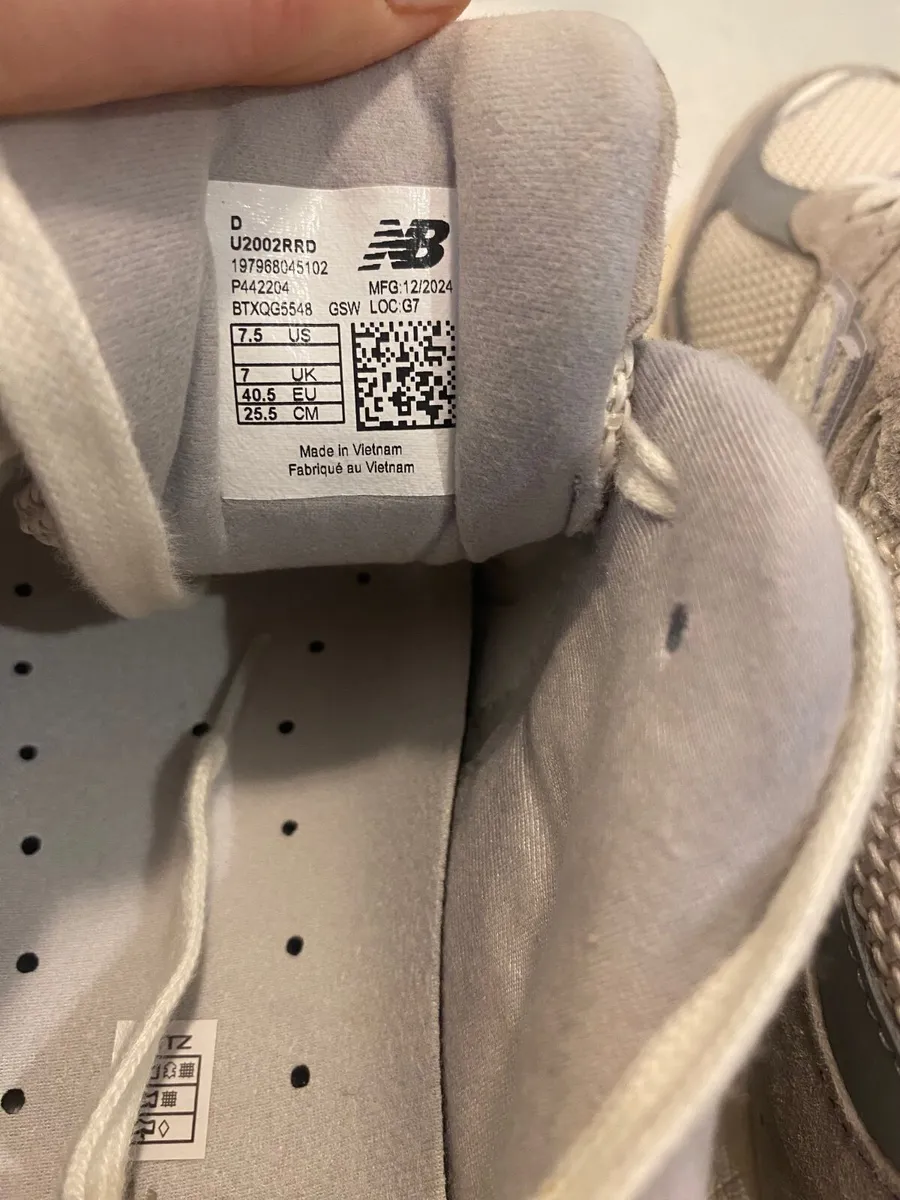 D
U2002RRD
NB
197968045102
P442204 MFG:12/2024
BTXQG5548 GSW LOC:G7
7.5 US
7 UK
40.5 EU
25.5 CM
Made in Vietnam
Fabriqué au Vietnam